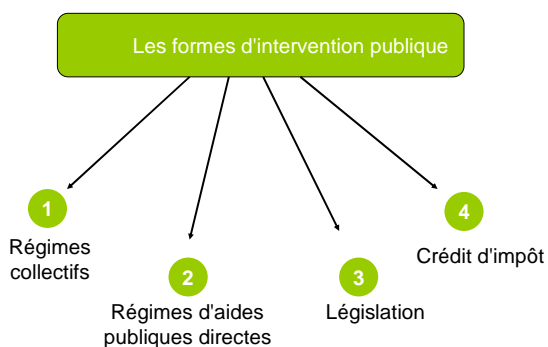 Les formes d'intervention publique
1
Régimes
collectifs
2
Régimes d'aides
publiques directes
3
Législation
4
Crédit d'impôt